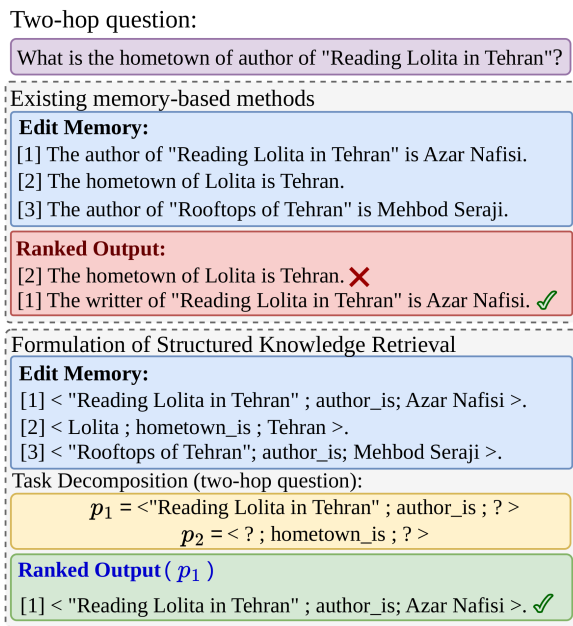 Two-hop question:
What is the hometown of author of "Reading Lolita in Tehran"?
Existing memory-based methods
Edit Memory:
[1] The author of "Reading Lolita in Tehran" is Azar Nafisi.
[2] The hometown of Lolita is Tehran.
[3] The author of "Rooftops of Tehran" is Mehbod Seraji.
Ranked Output:
[2] The hometown of Lolita is Tehran.
[1] The writter of "Reading Lolita in Tehran" is Azar Nafisi.
Formulation of Structured Knowledge Retrieval
Edit Memory:
[1] < "Reading Lolita in Tehran" ; author_is; Azar Nafisi >.
[2] < Lolita ; hometown_is ; Tehran >.
[3] < "Rooftops of Tehran"; author_is; Mehbod Seraji >.
Task Decomposition (two-hop question):
p₁ = <"Reading Lolita in Tehran" ; author_is ; ? >
p₂ = < ? ; hometown_is ; ? >
Ranked Output ( p₁ )
[1] < "Reading Lolita in Tehran" ; author_is; Azar Nafisi >.